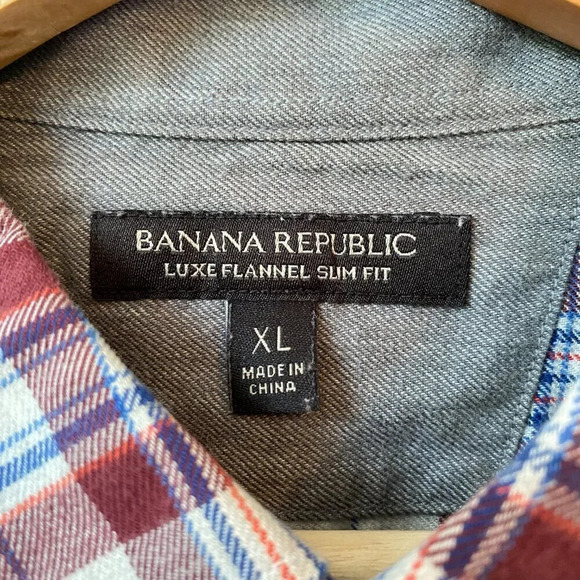 BANANA REPUBLIC
LUXE FLANNEL SLIM FIT
XL
MADE IN
CHINA